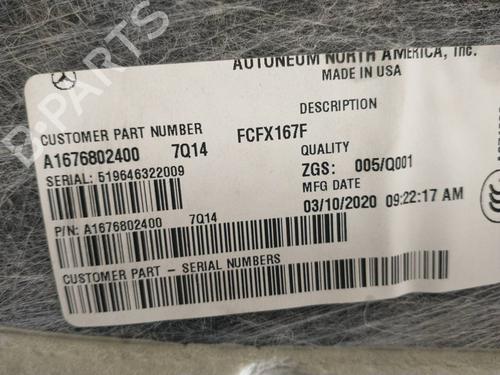 AUTONEUM NORTH AMERICA, Inc.
MADE IN USA
CUSTOMER PART NUMBER
A1676802400 7Q14
SERIAL: 519646322009
P/N: A1676802400 7Q14
CUSTOMER PART - SERIAL NUMBERS
DESCRIPTION
FCFX167F
QUALITY
ZGS: 005/Q001
MFG DATE
03/10/2020 09:22:17 AM
B-PARTS